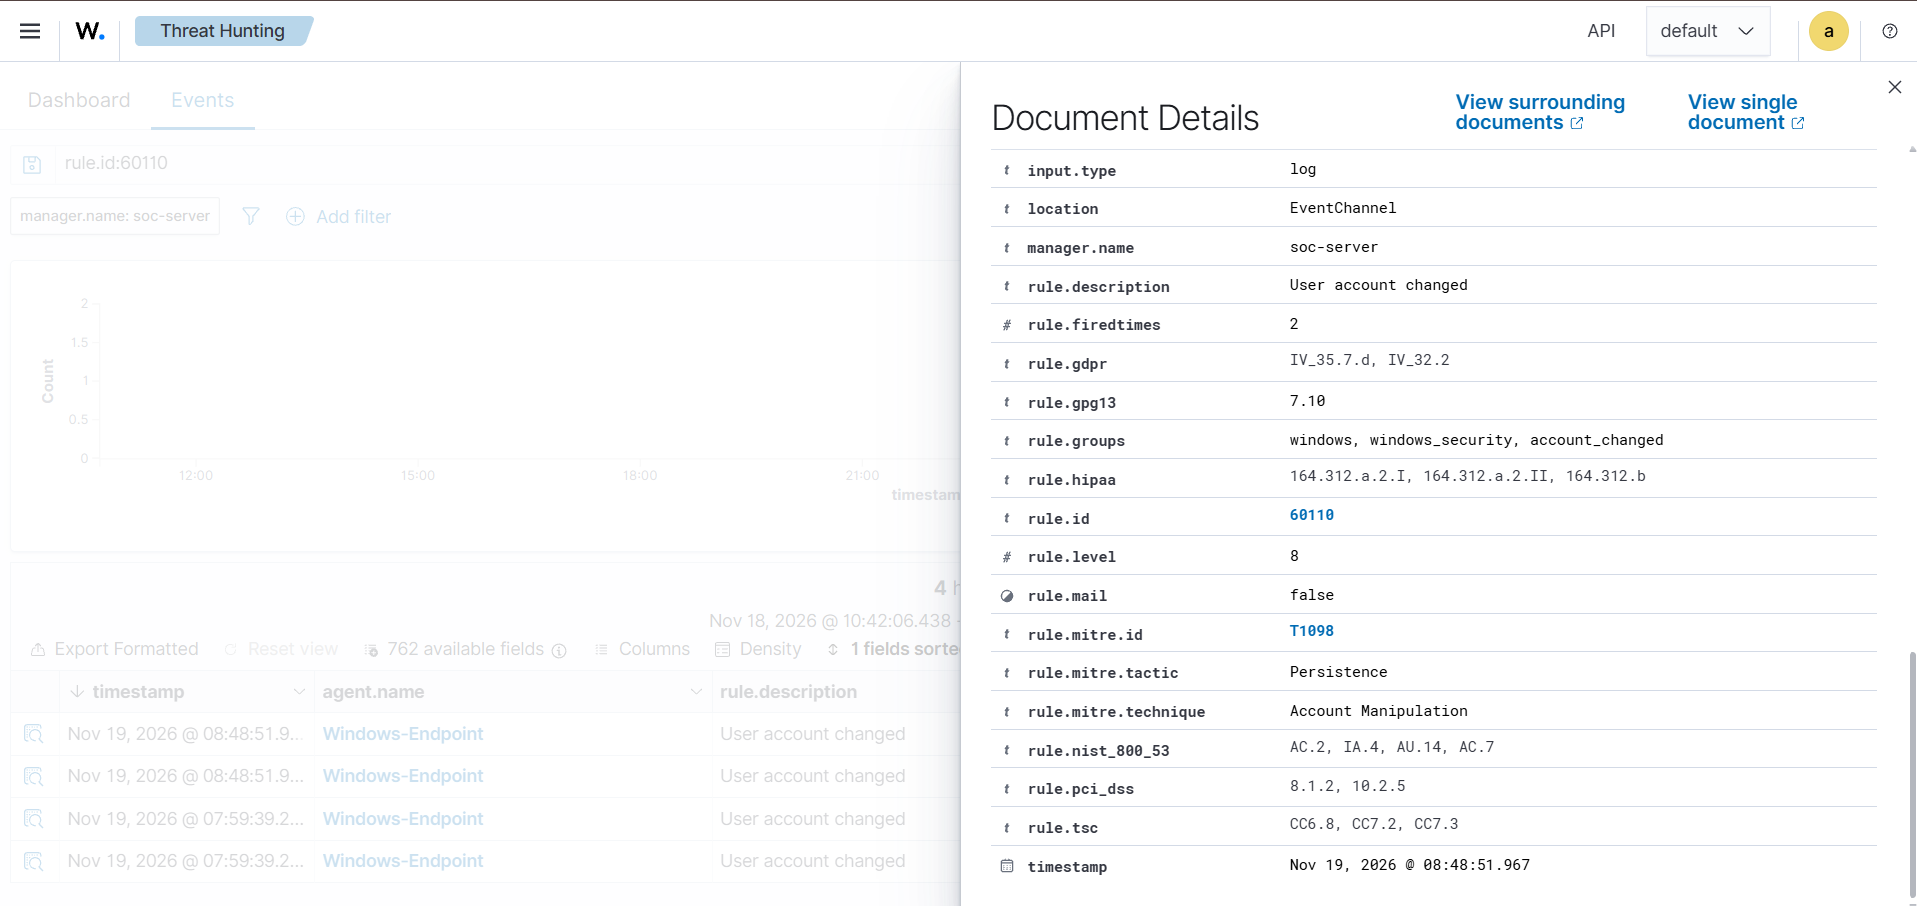 W.
Threat Hunting
API
default
a
Dashboard
Events
rule.id:60110
manager.name: soc-server
Add filter
2
1.5
1
0.5
0
Count
12:00
15:00
18:00
21:00
timestam
4 h
Nov 18, 2026 @ 10:42:06.438 -
Export Formatted
Reset view
762 available fields
Columns
Density
1 fields sorte
timestamp
agent.name
rule.description
Nov 19, 2026 @ 08:48:51.9... Windows-Endpoint User account changed
Nov 19, 2026 @ 08:48:51.9... Windows-Endpoint User account changed
Nov 19, 2026 @ 07:59:39.2... Windows-Endpoint User account changed
Nov 19, 2026 @ 07:59:39.2... Windows-Endpoint User account changed
Document Details
View surrounding
documents
View single
document
t input.type log
t location EventChannel
t manager.name soc-server
t rule.description User account changed
# rule.firedtimes 2
t rule.gdpr IV_35.7.d, IV_32.2
t rule.gpg13 7.10
t rule.groups windows, windows_security, account_changed
t rule.hipaa 164.312.a.2.I, 164.312.a.2.II, 164.312.b
t rule.id 60110
# rule.level 8
rule.mail false
t rule.mitre.id T1098
t rule.mitre.tactic Persistence
t rule.mitre.technique Account Manipulation
t rule.nist_800_53 AC.2, IA.4, AU.14, AC.7
t rule.pci_dss 8.1.2, 10.2.5
t rule.tsc CC6.8, CC7.2, CC7.3
timestamp Nov 19, 2026 @ 08:48:51.967